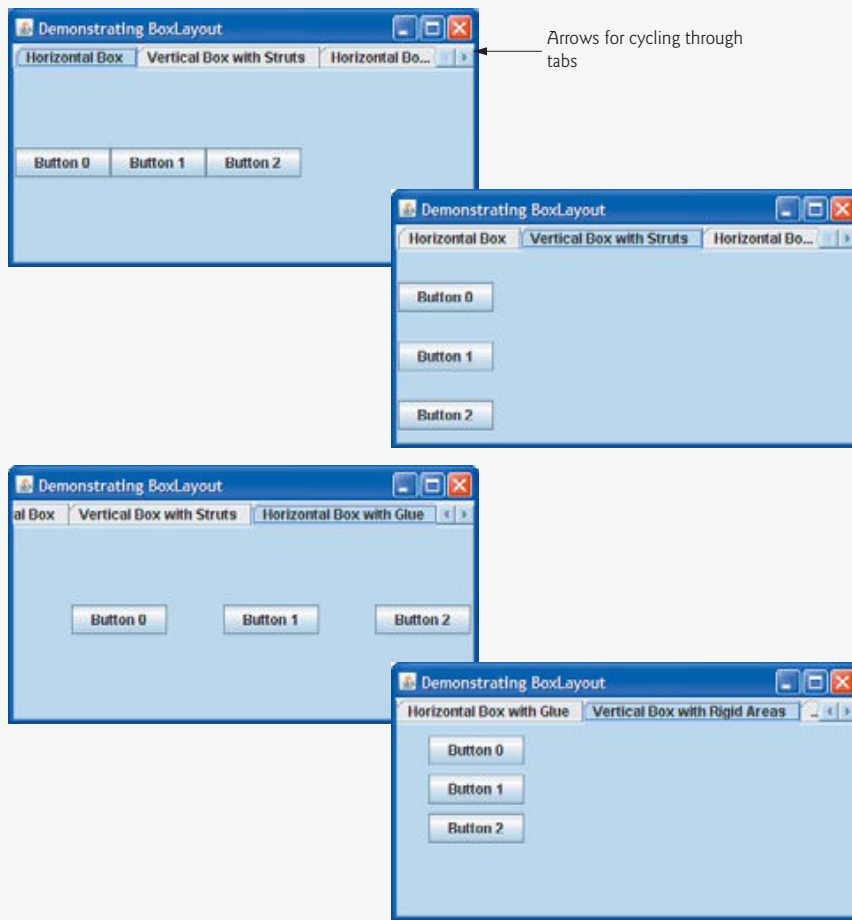 Demonstrating BoxLayout
Horizontal Box Vertical Box with Struts Horizontal Bo...
Arrows for cycling through
tabs
Button 0 Button 1 Button 2
Demonstrating BoxLayout
Horizontal Box Vertical Box with Struts Horizontal Bo...
Button 0
Button 1
Button 2
Demonstrating BoxLayout
al Box Vertical Box with Struts Horizontal Box with Glue
Button 0 Button 1 Button 2
Demonstrating BoxLayout
Horizontal Box with Glue Vertical Box with Rigid Areas ...
Button 0
Button 1
Button 2